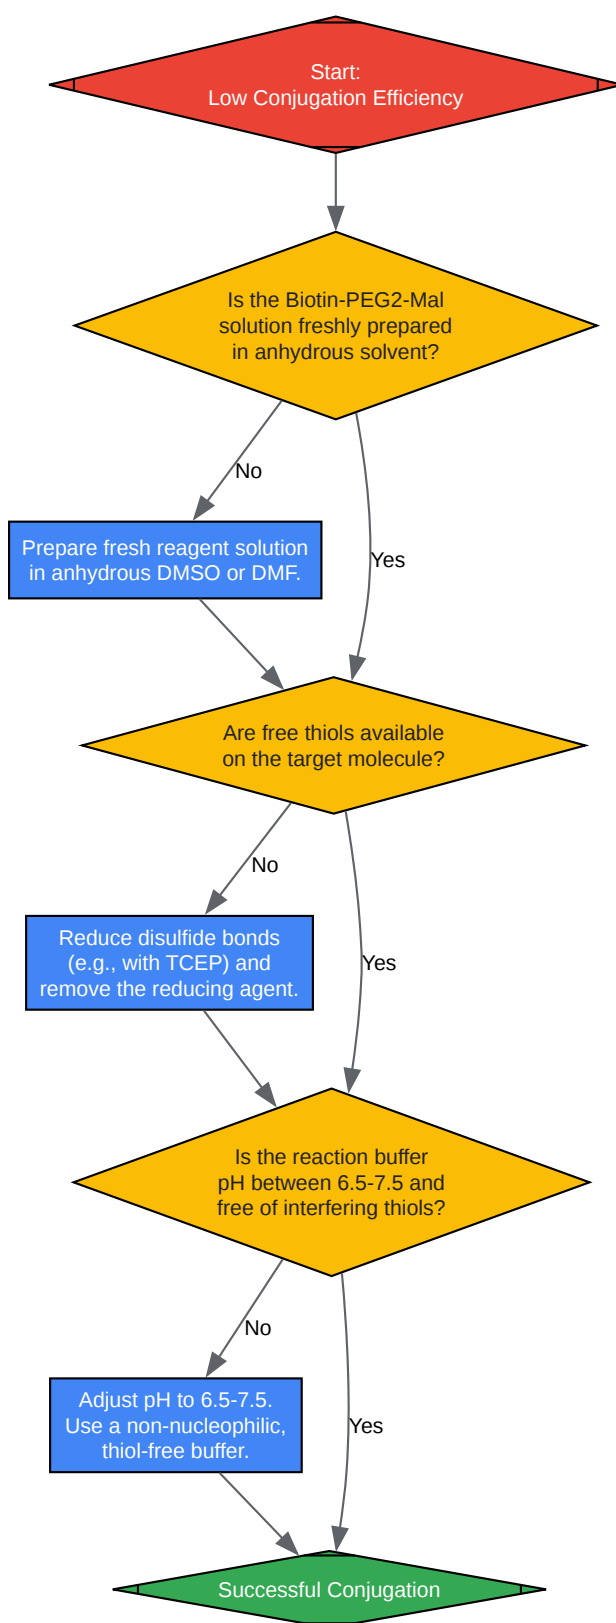 Start:
Low Conjugation Efficiency
Is the Biotin-PEG2-Mal
solution freshly prepared
in anhydrous solvent?
No
Prepare fresh reagent solution
in anhydrous DMSO or DMF.
Yes
Are free thiols available
on the target molecule?
No
Reduce disulfide bonds
(e.g., with TCEP) and
remove the reducing agent.
Yes
Is the reaction buffer
pH between 6.5-7.5 and
free of interfering thiols?
No
Adjust pH to 6.5-7.5.
Use a non-nucleophilic,
thiol-free buffer.
Yes
Successful Conjugation